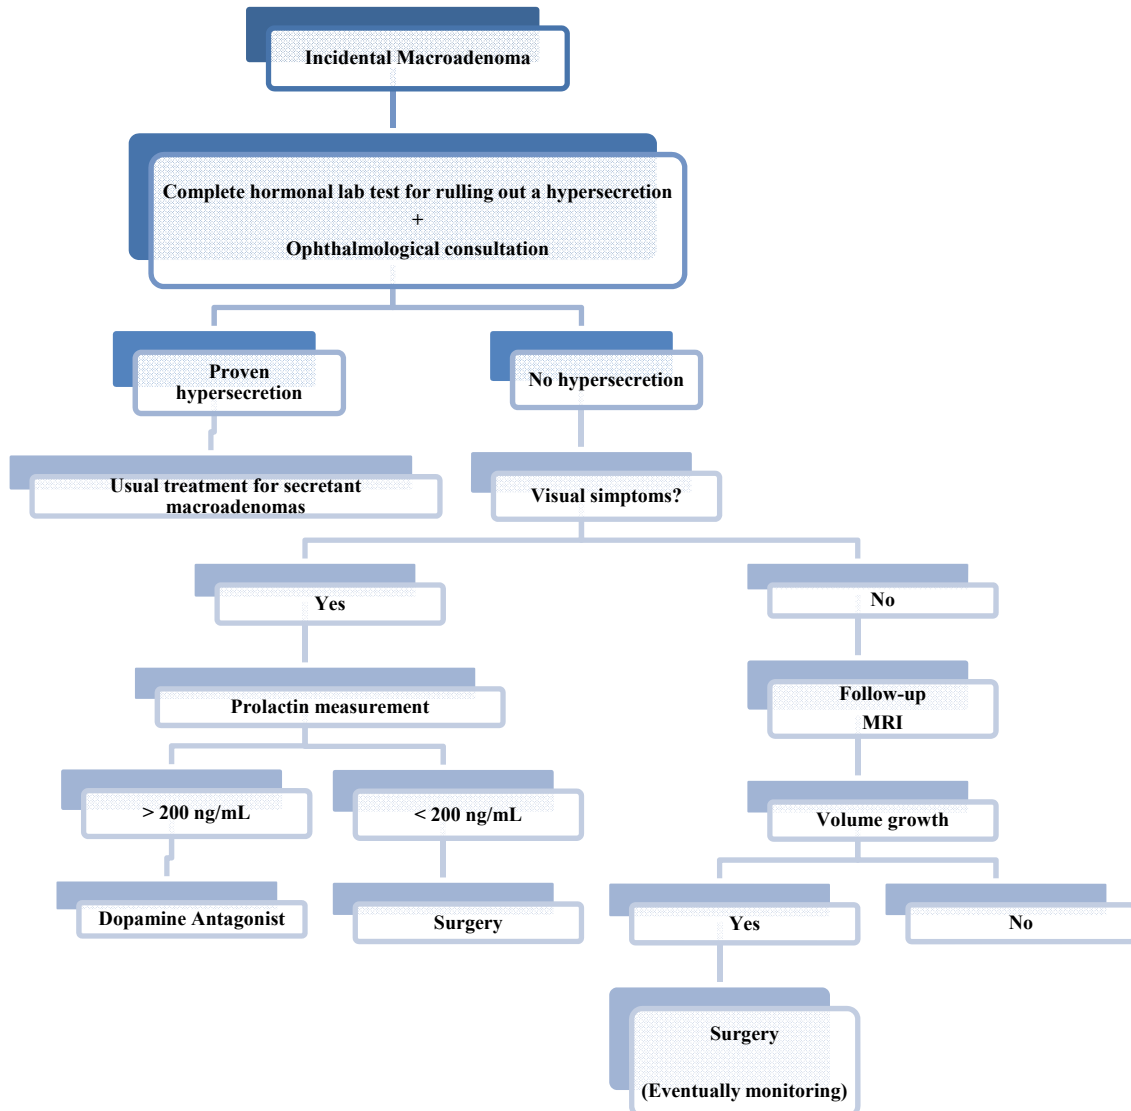 Incidental Macroadenoma
Complete hormonal lab test for rulling out a hypersecretion
+
Ophthalmological consultation
Proven
hypersecretion
No hypersecretion
Usual treatment for secretant
macroadenomas
Visual simptoms?
Yes
No
Prolactin measurement
Follow-up
MRI
> 200 ng/mL
< 200 ng/mL
Volume growth
Dopamine Antagonist
Surgery
Yes
No
Surgery
(Eventually monitoring)